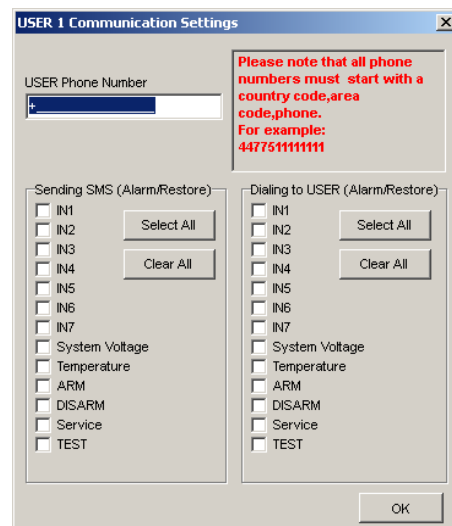 USER 1 Communication Settings
Please note that all phone
numbers must start with a
country code,area
code,phone.
For example:
4477511111111
USER Phone Number
+_______________
Sending SMS (Alarm/Restore)
IN1
IN2
IN3
IN4
IN5
IN6
IN7
System Voltage
Temperature
ARM
DISARM
Service
TEST
Select All
Clear All
Dialing to USER (Alarm/Restore)
IN1
IN2
IN3
IN4
IN5
IN6
IN7
System Voltage
Temperature
ARM
DISARM
Service
TEST
Select All
Clear All
OK